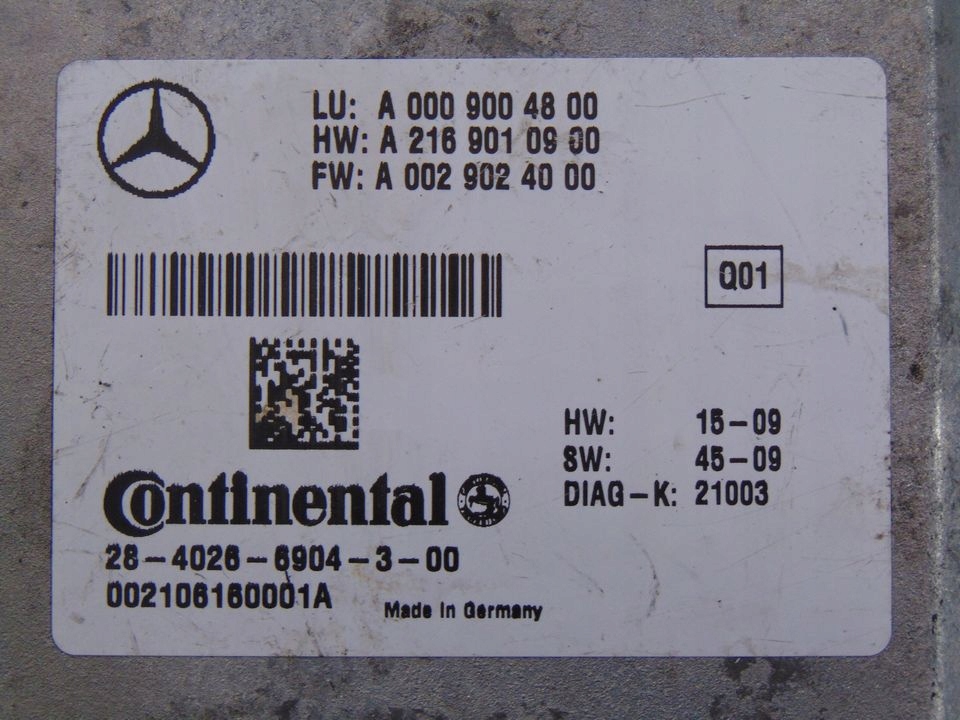 LU: A 000 900 48 00
HW: A 216 901 09 00
FW: A 002 902 40 00
Q01
HW: 15-09
SW: 45-09
DIAG-K: 21003
Continental
28-4026-6904-3-00
002106160001A
Made in Germany